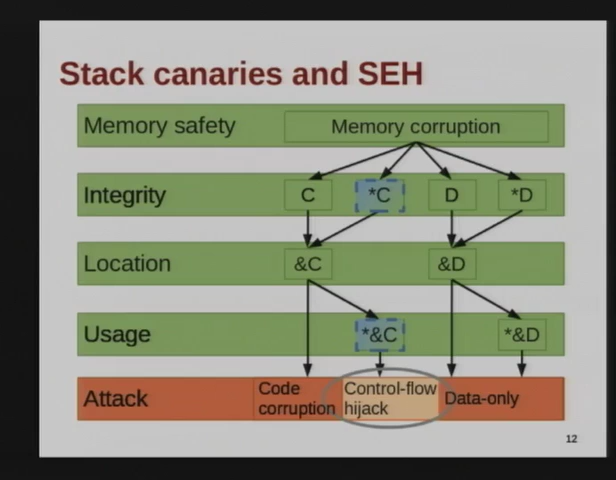 Stack canaries and SEH
Memory safety
Memory corruption
Integrity
C
*C
D
*D
Location
&C
&D
Usage
*&C
*&D
Attack
Code
corruption
Control-flow
hijack
Data-only
12